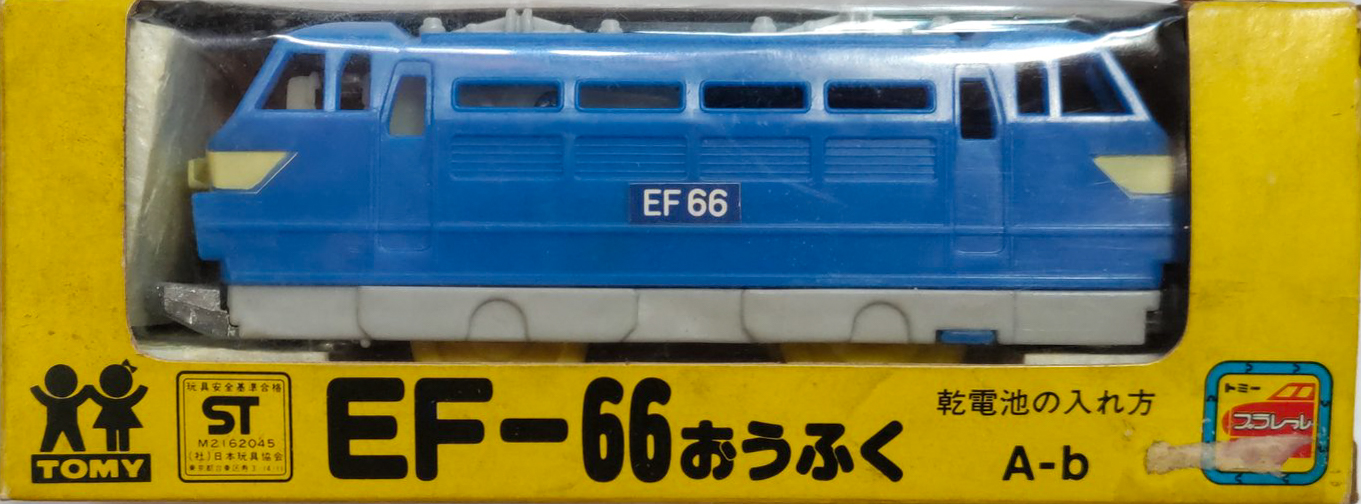 EF 66
TOMY
玩具安全基準合格
ST
M2162045
(社)日本玩具協会
EF-66おうふく
乾電池の入れ方
A-b
トミー
プラレール